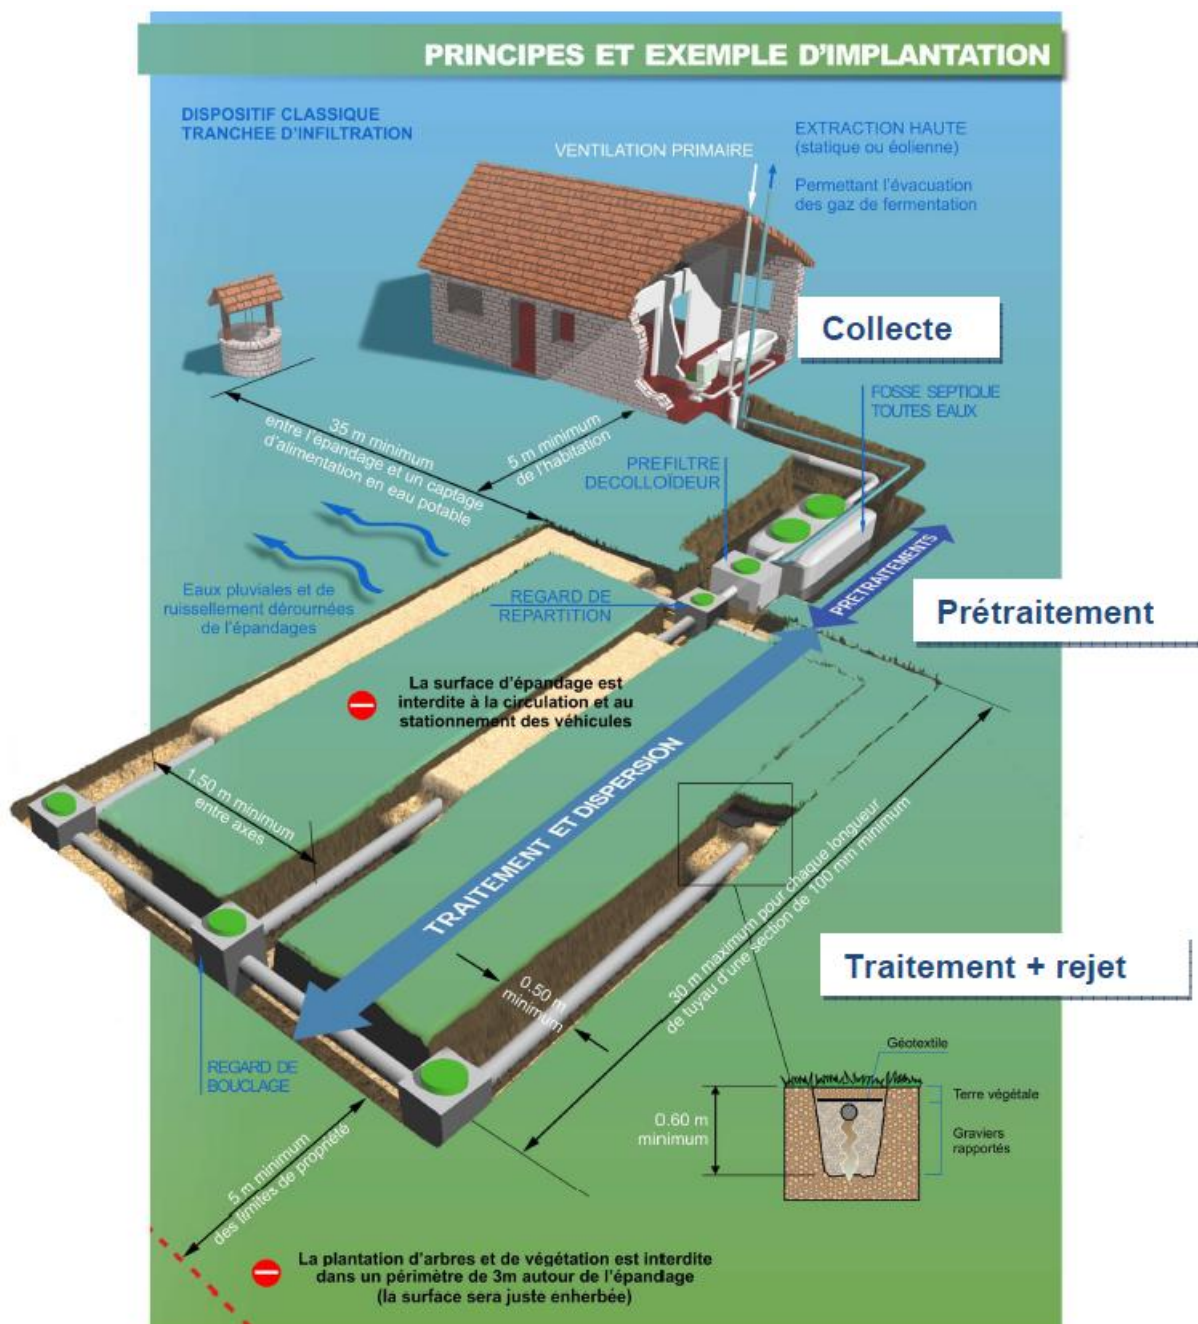 PRINCIPES ET EXEMPLE D'IMPLANTATION
DISPOSITIF CLASSIQUE
TRANCHEE D'INFILTRATION
VENTILATION PRIMAIRE
EXTRACTION HAUTE
(statique ou éolienne)
Permettant l'évacuation
des gaz de fermentation
Collecte
FOSSE SEPTIQUE
TOUTES EAUX
35 m minimum
entre l'épandage et un captage
d'alimentation en eau potable
5 m minimum
de l'habitation
PREFILTRE
DECOLLOÏDEUR
PRETRAITEMENTS
Prétraitement
Eaux pluviales et de
ruissellement dérournées
de l'épandages
REGARD DE
REPARTITION
La surface d'épandage est
interdite à la circulation et au
stationnement des véhicules
1.50 m minimum
entre axes
TRAITEMENT ET DISPERSION
30 m maximum pour chaque longueur
de tuyau d'une section de 100 mm minimum
Traitement + rejet
0.50 m
minimum
REGARD DE
BOUCLAGE
Géotextile
Terre végétale
Graviers
rapportés
0.60 m
minimum
5 m minimum
des limites de propriété
La plantation d'arbres et de végétation est interdite
dans un périmètre de 3m autour de l'épandage
(la surface sera juste enherbée)